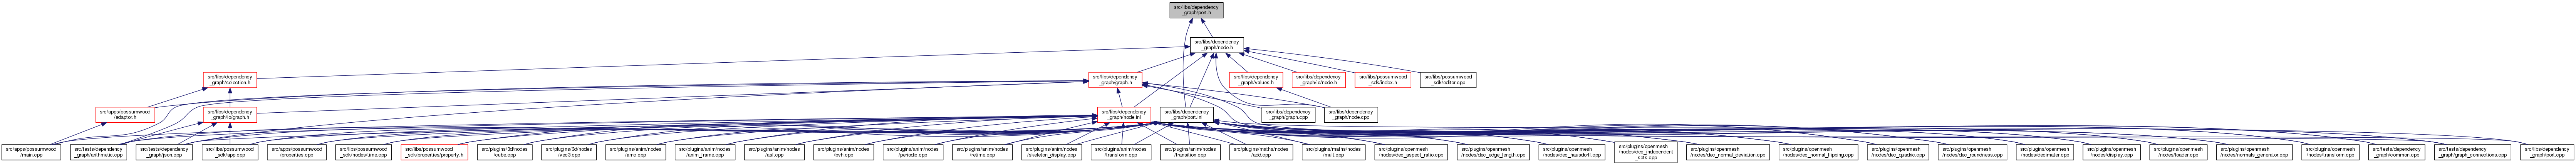 src/libs/dependency
_graph/port.h
src/libs/dependency
_graph/node.h
src/libs/dependency
_graph/selection.h
src/libs/dependency
_graph/graph.h
src/libs/dependency
_graph/values.h
src/libs/dependency
_graph/io/node.h
src/libs/possumwood
_sdk/index.h
src/libs/possumwood
_sdk/editor.cpp
src/apps/possumwood
/adaptor.h
src/libs/dependency
_graph/io/graph.h
src/libs/dependency
_graph/node.inl
src/libs/dependency
_graph/port.inl
src/libs/dependency
_graph/graph.cpp
src/libs/dependency
_graph/node.cpp
src/apps/possumwood
/main.cpp
src/tests/dependency
_graph/arithmetic.cpp
src/tests/dependency
_graph/json.cpp
src/libs/possumwood
_sdk/app.cpp
src/apps/possumwood
/properties.cpp
src/libs/possumwood
_sdk/nodes/time.cpp
src/libs/possumwood
_sdk/properties/property.h
src/plugins/3d/nodes
/cube.cpp
src/plugins/3d/nodes
/vac3.cpp
src/plugins/anim/nodes
/amc.cpp
src/plugins/anim/nodes
/anim_frame.cpp
src/plugins/anim/nodes
/asf.cpp
src/plugins/anim/nodes
/bvh.cpp
src/plugins/anim/nodes
/periodic.cpp
src/plugins/anim/nodes
/retime.cpp
src/plugins/anim/nodes
/skeleton_display.cpp
src/plugins/anim/nodes
/transform.cpp
src/plugins/anim/nodes
/transition.cpp
src/plugins/maths/nodes
/add.cpp
src/plugins/maths/nodes
/mult.cpp
src/plugins/openmesh
/nodes/dec_aspect_ratio.cpp
src/plugins/openmesh
/nodes/dec_edge_length.cpp
src/plugins/openmesh
/nodes/dec_hausdorff.cpp
src/plugins/openmesh
/nodes/dec_independent
_sets.cpp
src/plugins/openmesh
/nodes/dec_normal_deviation.cpp
src/plugins/openmesh
/nodes/dec_normal_flipping.cpp
src/plugins/openmesh
/nodes/dec_quadric.cpp
src/plugins/openmesh
/nodes/dec_roundness.cpp
src/plugins/openmesh
/nodes/decimater.cpp
src/plugins/openmesh
/nodes/display.cpp
src/plugins/openmesh
/nodes/loader.cpp
src/plugins/openmesh
/nodes/normals_generator.cpp
src/plugins/openmesh
/nodes/transform.cpp
src/tests/dependency
_graph/common.cpp
src/tests/dependency
_graph/graph_connections.cpp
src/libs/dependency
_graph/port.cpp